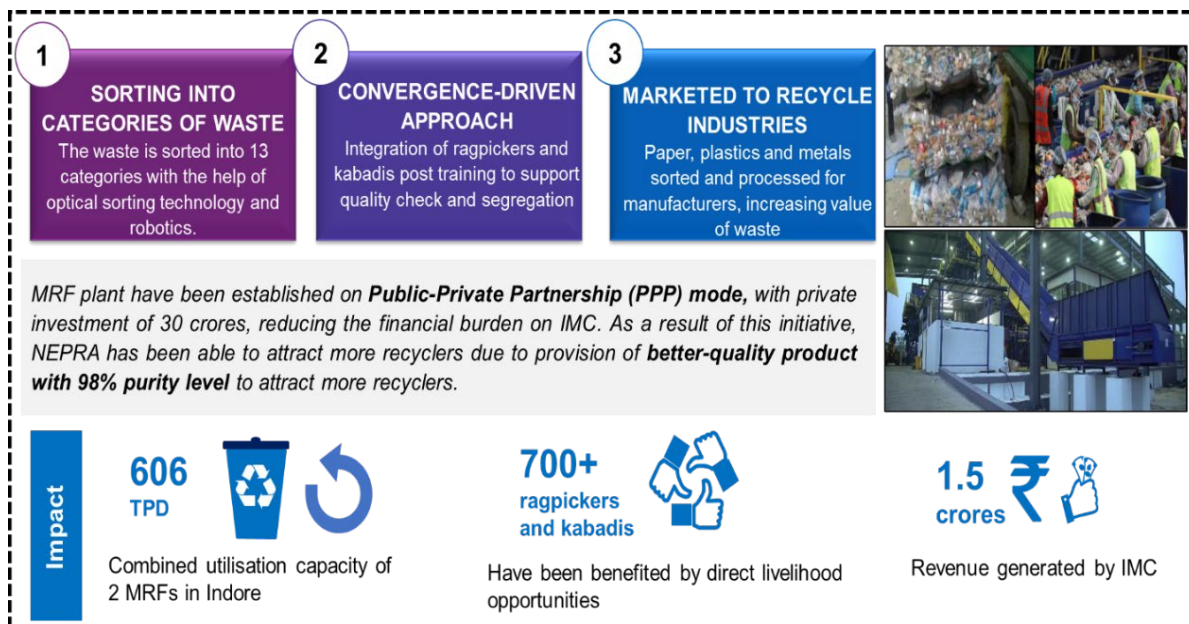 1
SORTING INTO
CATEGORIES OF WASTE
The waste is sorted into 13
categories with the help of
optical sorting technology and
robotics.
2
CONVERGENCE-DRIVEN
APPROACH
Integration of ragpickers and
kabadis post training to support
quality check and segregation
3
MARKETED TO RECYCLE
INDUSTRIES
Paper, plastics and metals
sorted and processed for
manufacturers, increasing value
of waste
MRF plant have been established on Public-Private Partnership (PPP) mode, with private
investment of 30 crores, reducing the financial burden on IMC. As a result of this initiative,
NEPRA has been able to attract more recyclers due to provision of better-quality product
with 98% purity level to attract more recyclers.
Impact
606
TPD
Combined utilisation capacity of
2 MRFs in Indore
700+
ragpickers
and kabadis
Have been benefited by direct livelihood
opportunities
1.5
crores
₹
Revenue generated by IMC